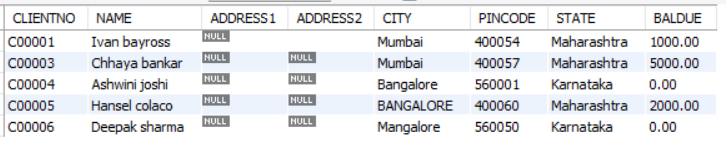 CLIENTNO NAME ADDRESS1 ADDRESS2 CITY PINCODE STATE BALDUE
C00001 Ivan bayross NULL Mumbai 400054 Maharashtra 1000.00
C00003 Chhaya bankar NULL NULL Mumbai 400057 Maharashtra 5000.00
C00004 Ashwini joshi NULL NULL Bangalore 560001 Karnataka 0.00
C00005 Hansel colaco NULL NULL BANGALORE 400060 Maharashtra 2000.00
C00006 Deepak sharma NULL NULL Mangalore 560050 Karnataka 0.00